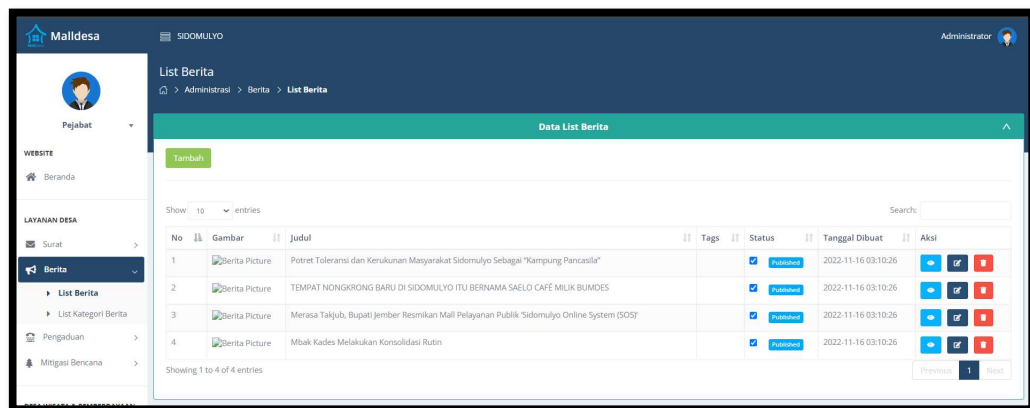 Malldesa
SIDOMULYO
Administrator
Pejabat
WEBSITE
Beranda
LAYANAN DESA
Surat
Berita
List Berita
List Kategori Berita
Pengaduan
Mitigasi Bencana
List Berita
> Administrasi > Berita > List Berita
Data List Berita
Tambah
Show 10 entries
Search:
No Gambar Judul Tags Status Tanggal Dibuat Aksi
1 Berita Picture Potret Toleransi dan Kerukunan Masyarakat Sidomulyo Sebagai "Kampung Pancasila" Published 2022-11-16 03:10:26
2 Berita Picture TEMPAT NONGKRONG BARU DI SIDOMULYO ITU BERNAMA SAELO CAFÉ MILIK BUMDES Published 2022-11-16 03:10:26
3 Berita Picture Merasa Takjub, Bupati Jember Resmikan Mall Pelayanan Publik 'Sidomulyo Online System (SOS)' Published 2022-11-16 03:10:26
4 Berita Picture Mbak Kades Melakukan Konsolidasi Rutin Published 2022-11-16 03:10:26
Showing 1 to 4 of 4 entries
Previous 1 Next